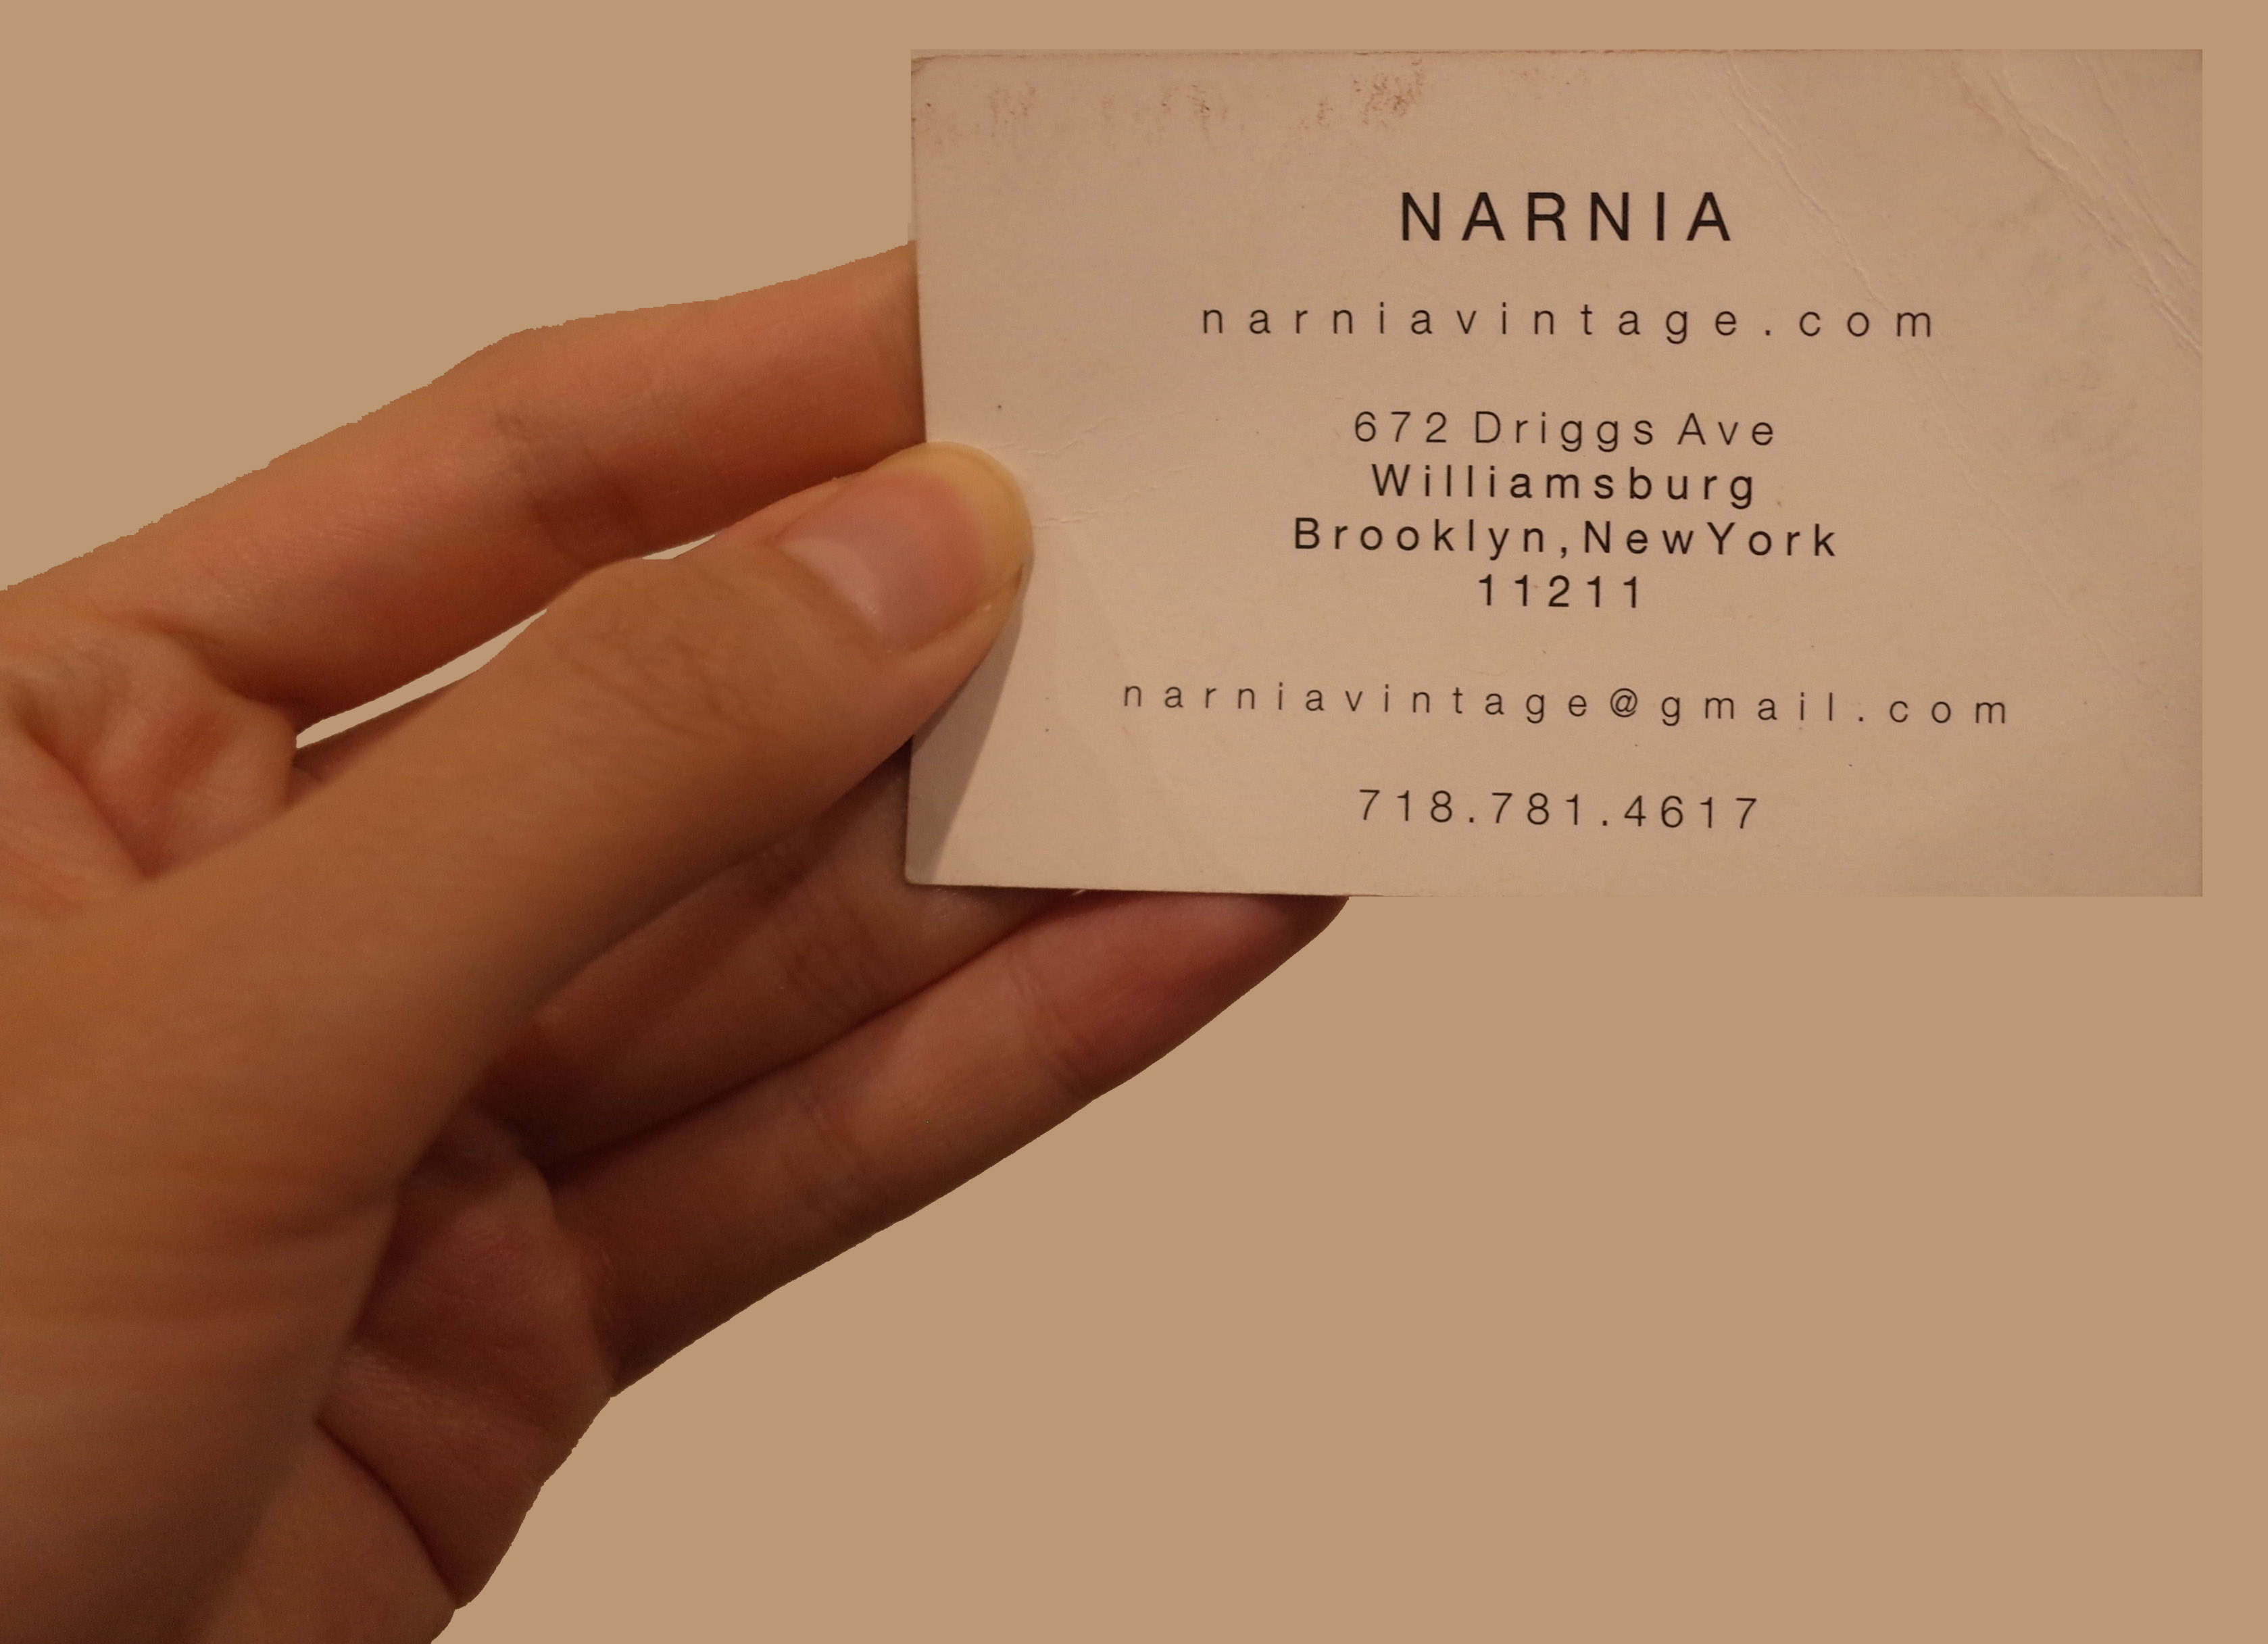 NARNIA
narniavintage.com
672 Driggs Ave
Williamsburg
Brooklyn,NewYork
11211
narniavintage@gmail.com
718.781.4617